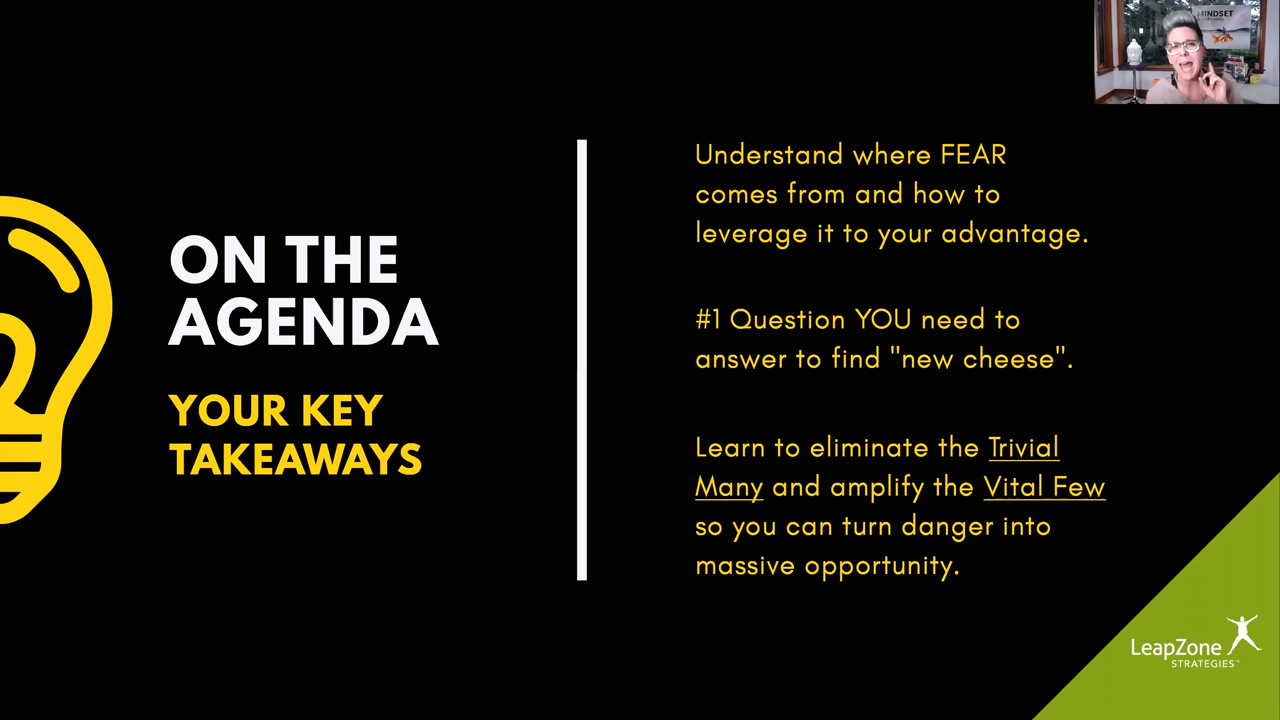 MINDSET
ON THE
AGENDA
YOUR KEY
TAKEAWAYS
Understand where FEAR
comes from and how to
leverage it to your advantage.
#1 Question YOU need to
answer to find "new cheese".
Learn to eliminate the Trivial
Many and amplify the Vital Few
so you can turn danger into
massive opportunity.
LeapZone
STRATEGIES™